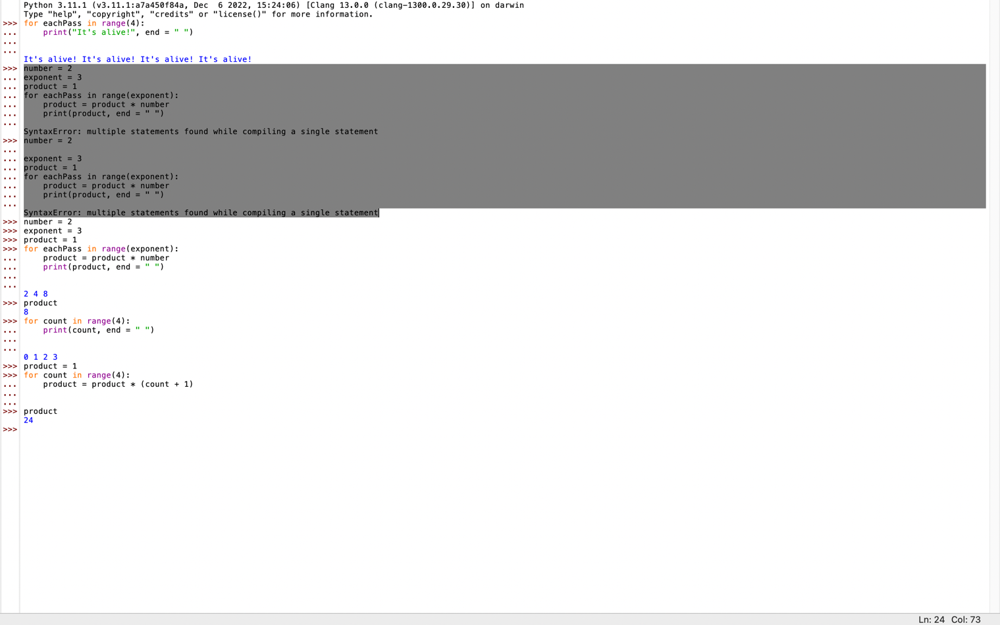 Python 3.11.1 (v3.11.1:a7a450f84a, Dec  6 2022, 15:24:06) [Clang 13.0.0 (clang-1300.0.29.30)] on darwin
Type "help", "copyright", "credits" or "license()" for more information.
>>> for eachPass in range(4):
...     print("It's alive!", end = " ")
...
...
It's alive! It's alive! It's alive! It's alive!
>>> number = 2
... exponent = 3
... product = 1
... for eachPass in range(exponent):
...     product = product * number
...     print(product, end = " ")
...
SyntaxError: multiple statements found while compiling a single statement
>>> number = 2
...
... exponent = 3
... product = 1
... for eachPass in range(exponent):
...     product = product * number
...     print(product, end = " ")
...
SyntaxError: multiple statements found while compiling a single statement
>>> number = 2
>>> exponent = 3
>>> product = 1
>>> for eachPass in range(exponent):
...     product = product * number
...     print(product, end = " ")
...
...
2 4 8
>>> product
8
>>> for count in range(4):
...     print(count, end = " ")
...
...
0 1 2 3
>>> product = 1
>>> for count in range(4):
...     product = product * (count + 1)
...
...
>>> product
24
>>>
Ln: 24  Col: 73